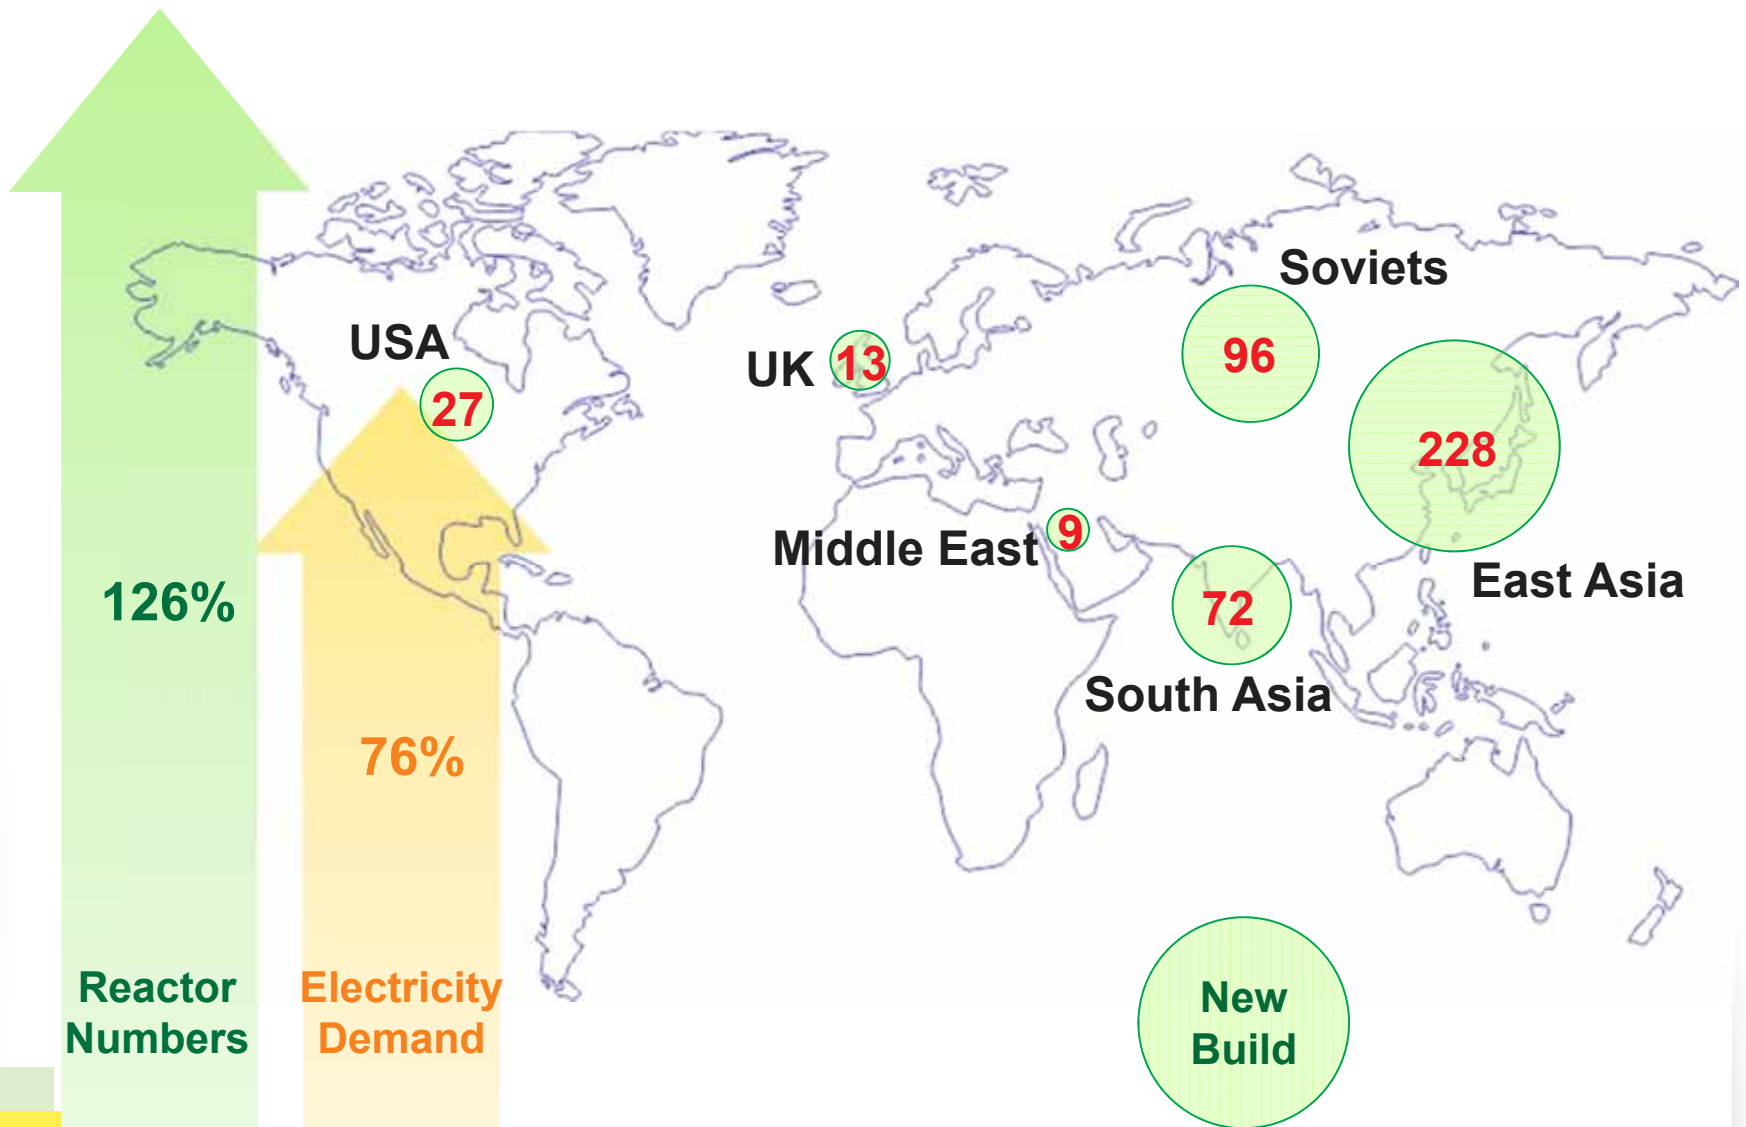 Soviets
USA
UK
13
96
27
228
Middle East
9
East Asia
72
South Asia
126%
76%
Reactor
Numbers
Electricity
Demand
New
Build